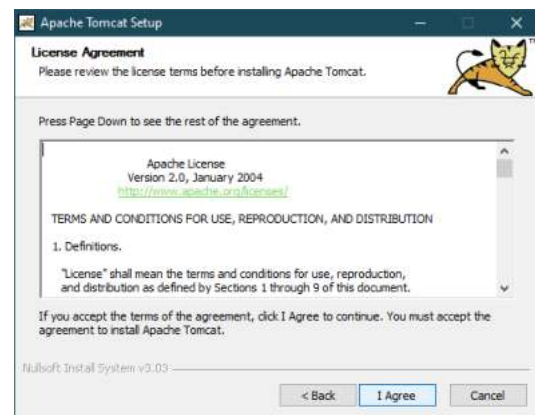 Apache Tomcat Setup
License Agreement
Please review the license terms before installing Apache Tomcat.
TM
Press Page Down to see the rest of the agreement.
Apache License
Version 2.0, January 2004
http://www.apache.org/licenses/
TERMS AND CONDITIONS FOR USE, REPRODUCTION, AND DISTRIBUTION
1. Definitions.
"License" shall mean the terms and conditions for use, reproduction,
and distribution as defined by Sections 1 through 9 of this document.
If you accept the terms of the agreement, click I Agree to continue. You must accept the
agreement to install Apache Tomcat.
Nullsoft Install System v3.03
< Back I Agree Cancel